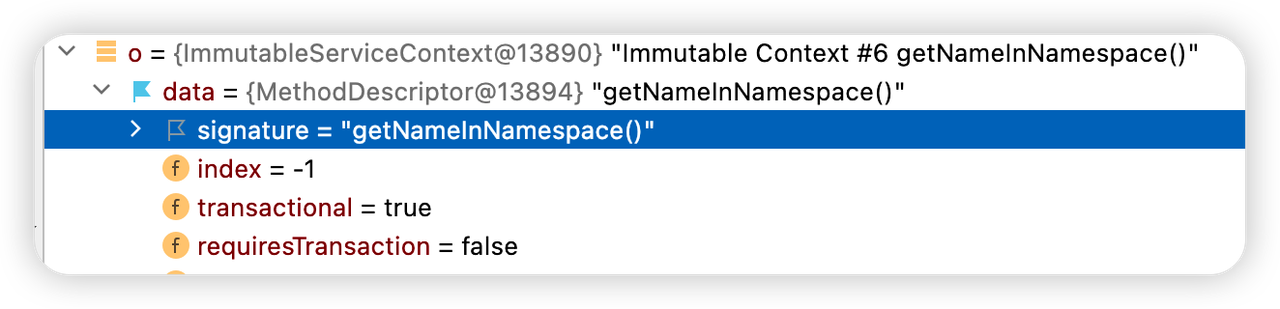 o = {ImmutableServiceContext@13890} "Immutable Context #6 getNameInNamespace()"
data = {MethodDescriptor@13894} "getNameInNamespace()"
signature = "getNameInNamespace()"
f index = -1
f transactional = true
f requiresTransaction = false